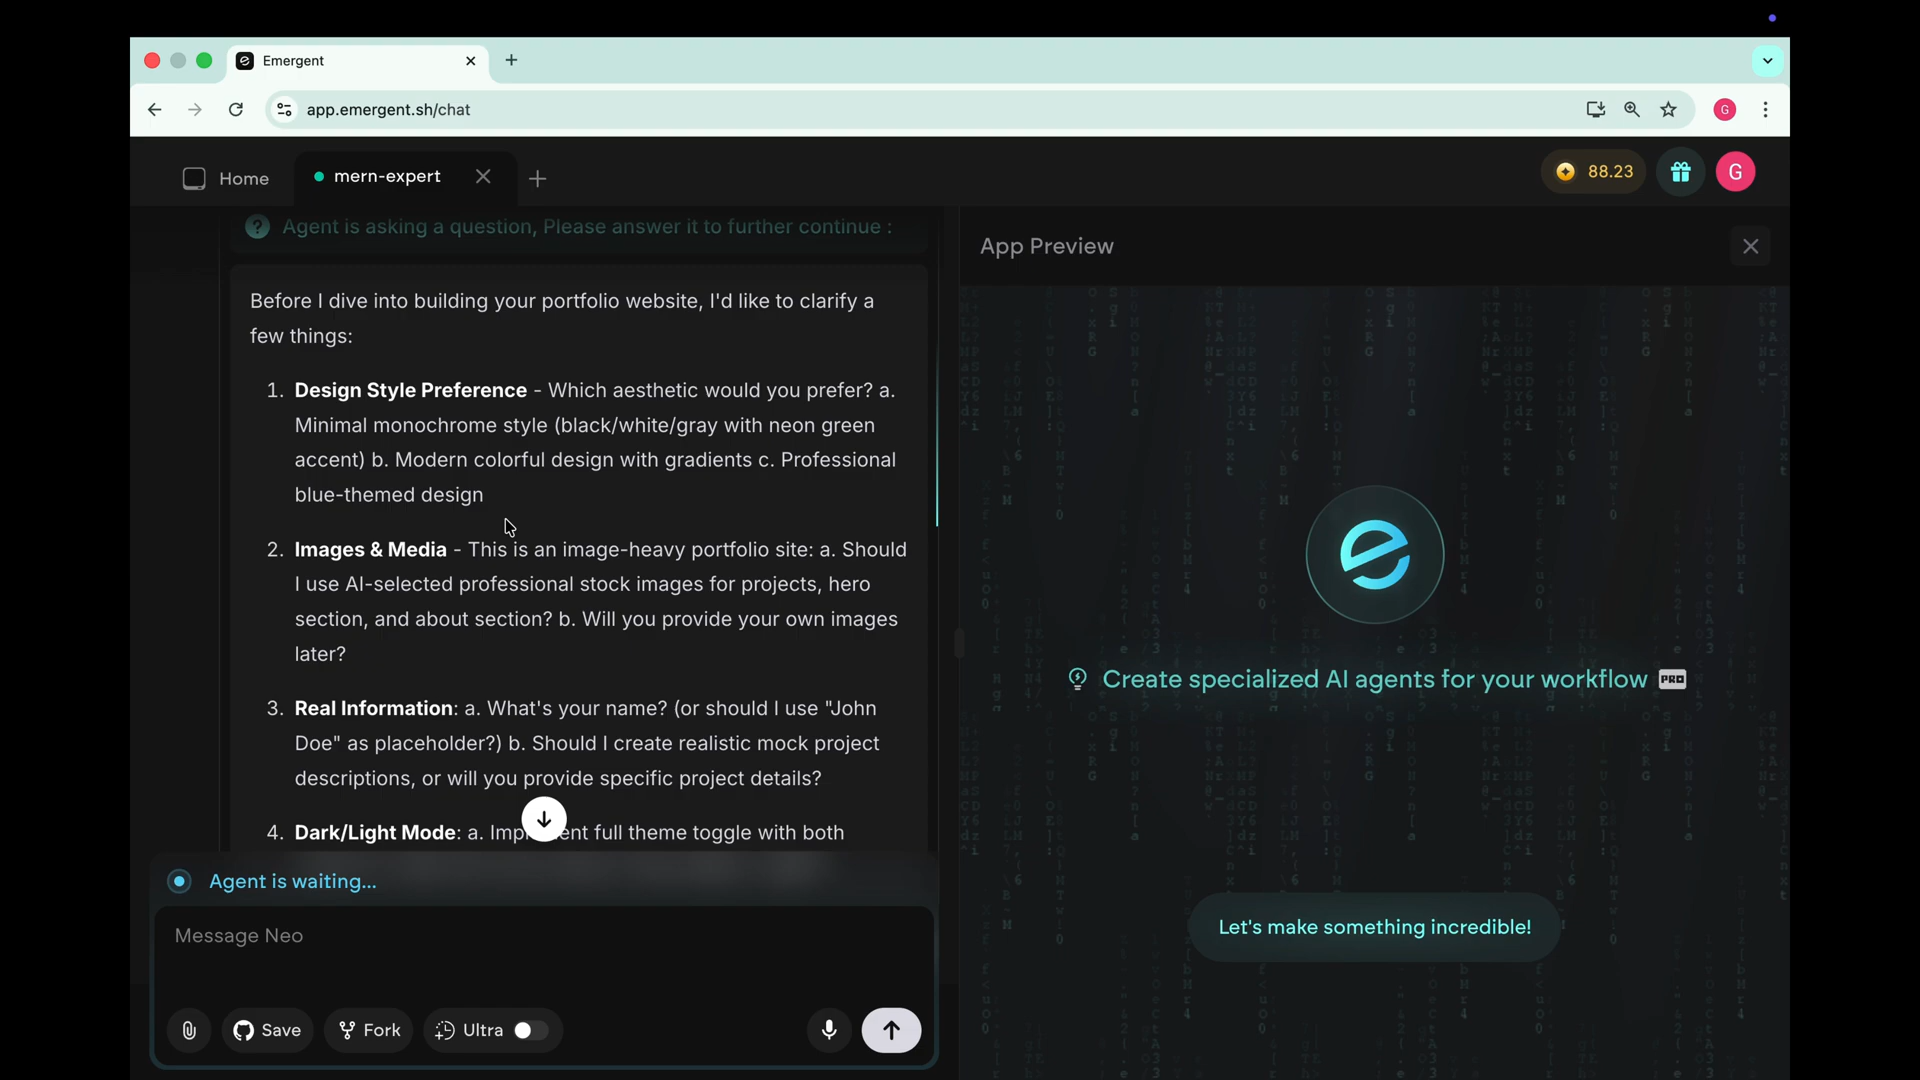 Emergent
app.emergent.sh/chat
G
Home
mern-expert
88.23
G
Agent is asking a question, Please answer it to further continue :
Before I dive into building your portfolio website, I'd like to clarify a
few things:
1. Design Style Preference - Which aesthetic would you prefer? a.
Minimal monochrome style (black/white/gray with neon green
accent) b. Modern colorful design with gradients c. Professional
blue-themed design
2. Images & Media - This is an image-heavy portfolio site: a. Should
I use AI-selected professional stock images for projects, hero
section, and about section? b. Will you provide your own images
later?
3. Real Information: a. What's your name? (or should I use "John
Doe" as placeholder?) b. Should I create realistic mock project
descriptions, or will you provide specific project details?
4. Dark/Light Mode: a. full theme toggle with both
Agent is waiting...
Message Neo
Save
Fork
Ultra
App Preview
Create specialized AI agents for your workflow PRO
Let's make something incredible!